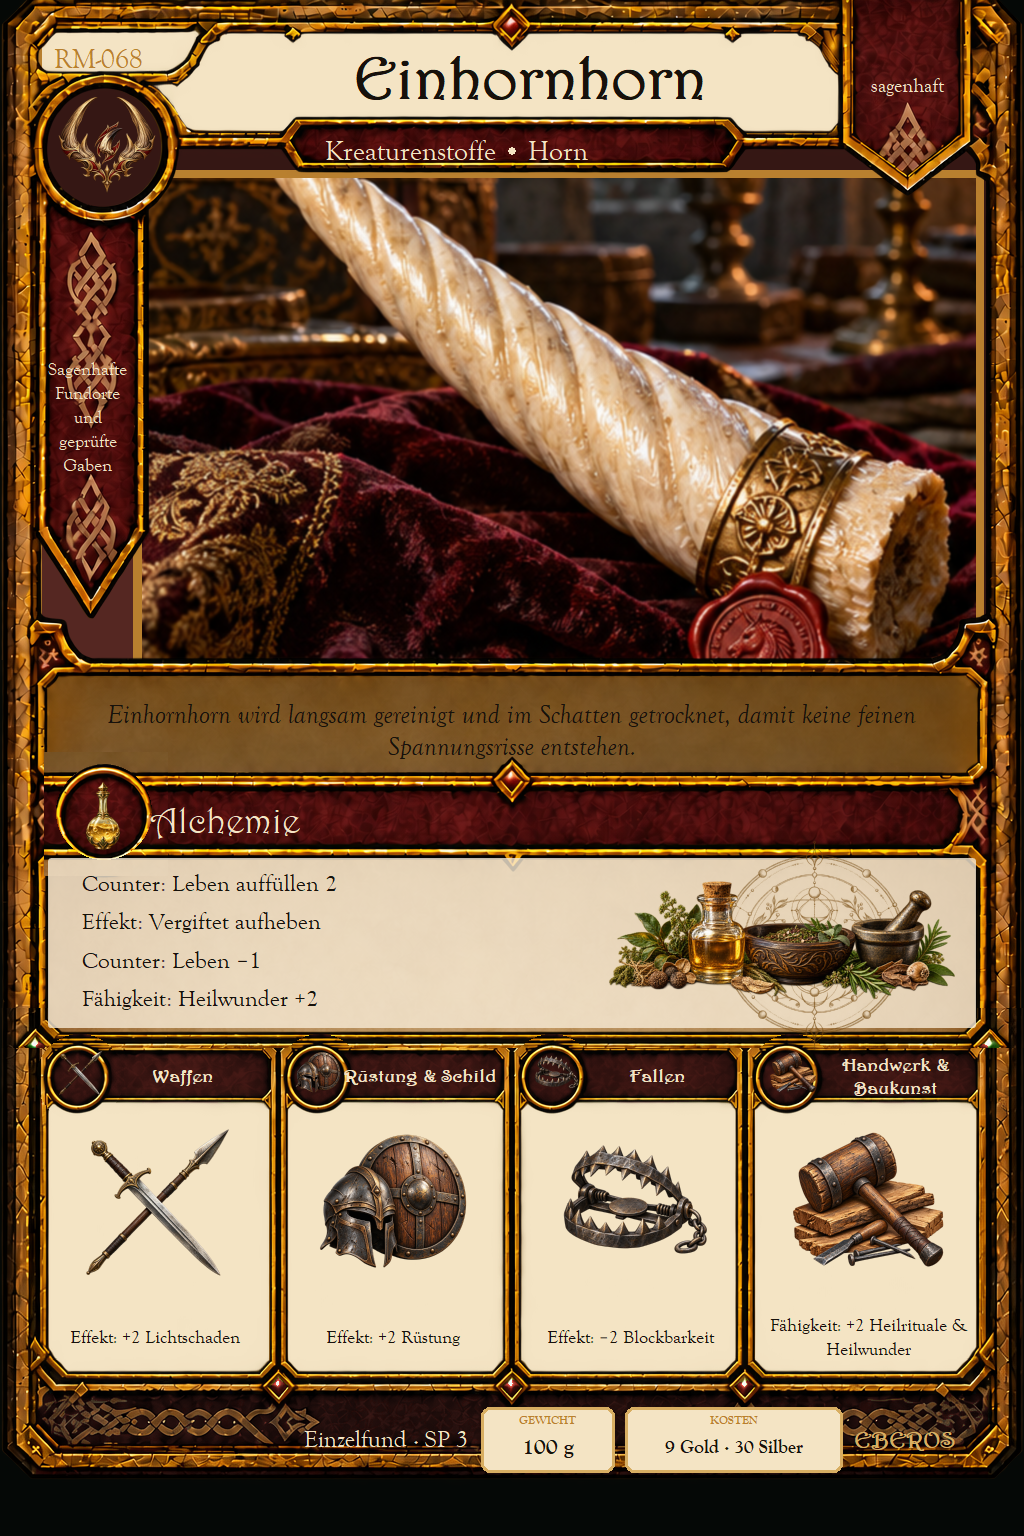 RM-068
Einhornhorn
sagenhaft
Kreaturenstoffe • Horn
Sagenhafte
Fundorte
und
geprüfte
Gaben
Einhornhorn wird langsam gereinigt und im Schatten getrocknet, damit keine feinen
Spannungsrisse entstehen.
Alchemie
Counter: Leben auffüllen 2
Effekt: Vergiftet aufheben
Counter: Leben −1
Fähigkeit: Heilwunder +2
Waffen
Rüstung & Schild
Fallen
Handwerk &
Baukunst
Effekt: +2 Lichtschaden
Effekt: +2 Rüstung
Effekt: −2 Blockbarkeit
Fähigkeit: +2 Heilrituale &
Heilwunder
Einzelfund · SP 3
GEWICHT
100 g
KOSTEN
9 Gold · 30 Silber
EBEROS